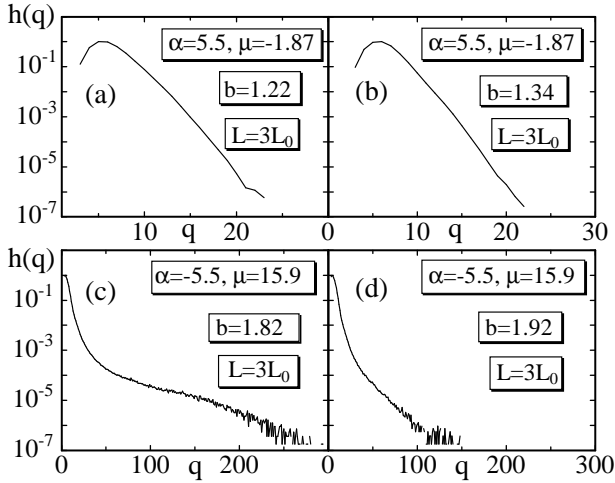 h(q)
10^-1
10^-3
10^-5
10^-7
α=5.5, μ=-1.87
(a)
b=1.22
L=3L₀
10 q 20
α=5.5, μ=-1.87
(b)
b=1.34
L=3L₀
0 10 q 20 30
h(q)
10^-1
10^-3
10^-5
10^-7
α=-5.5, μ=15.9
(c)
b=1.82
L=3L₀
0 100 q 200
α=-5.5, μ=15.9
(d)
b=1.92
L=3L₀
0 100 q 200 300